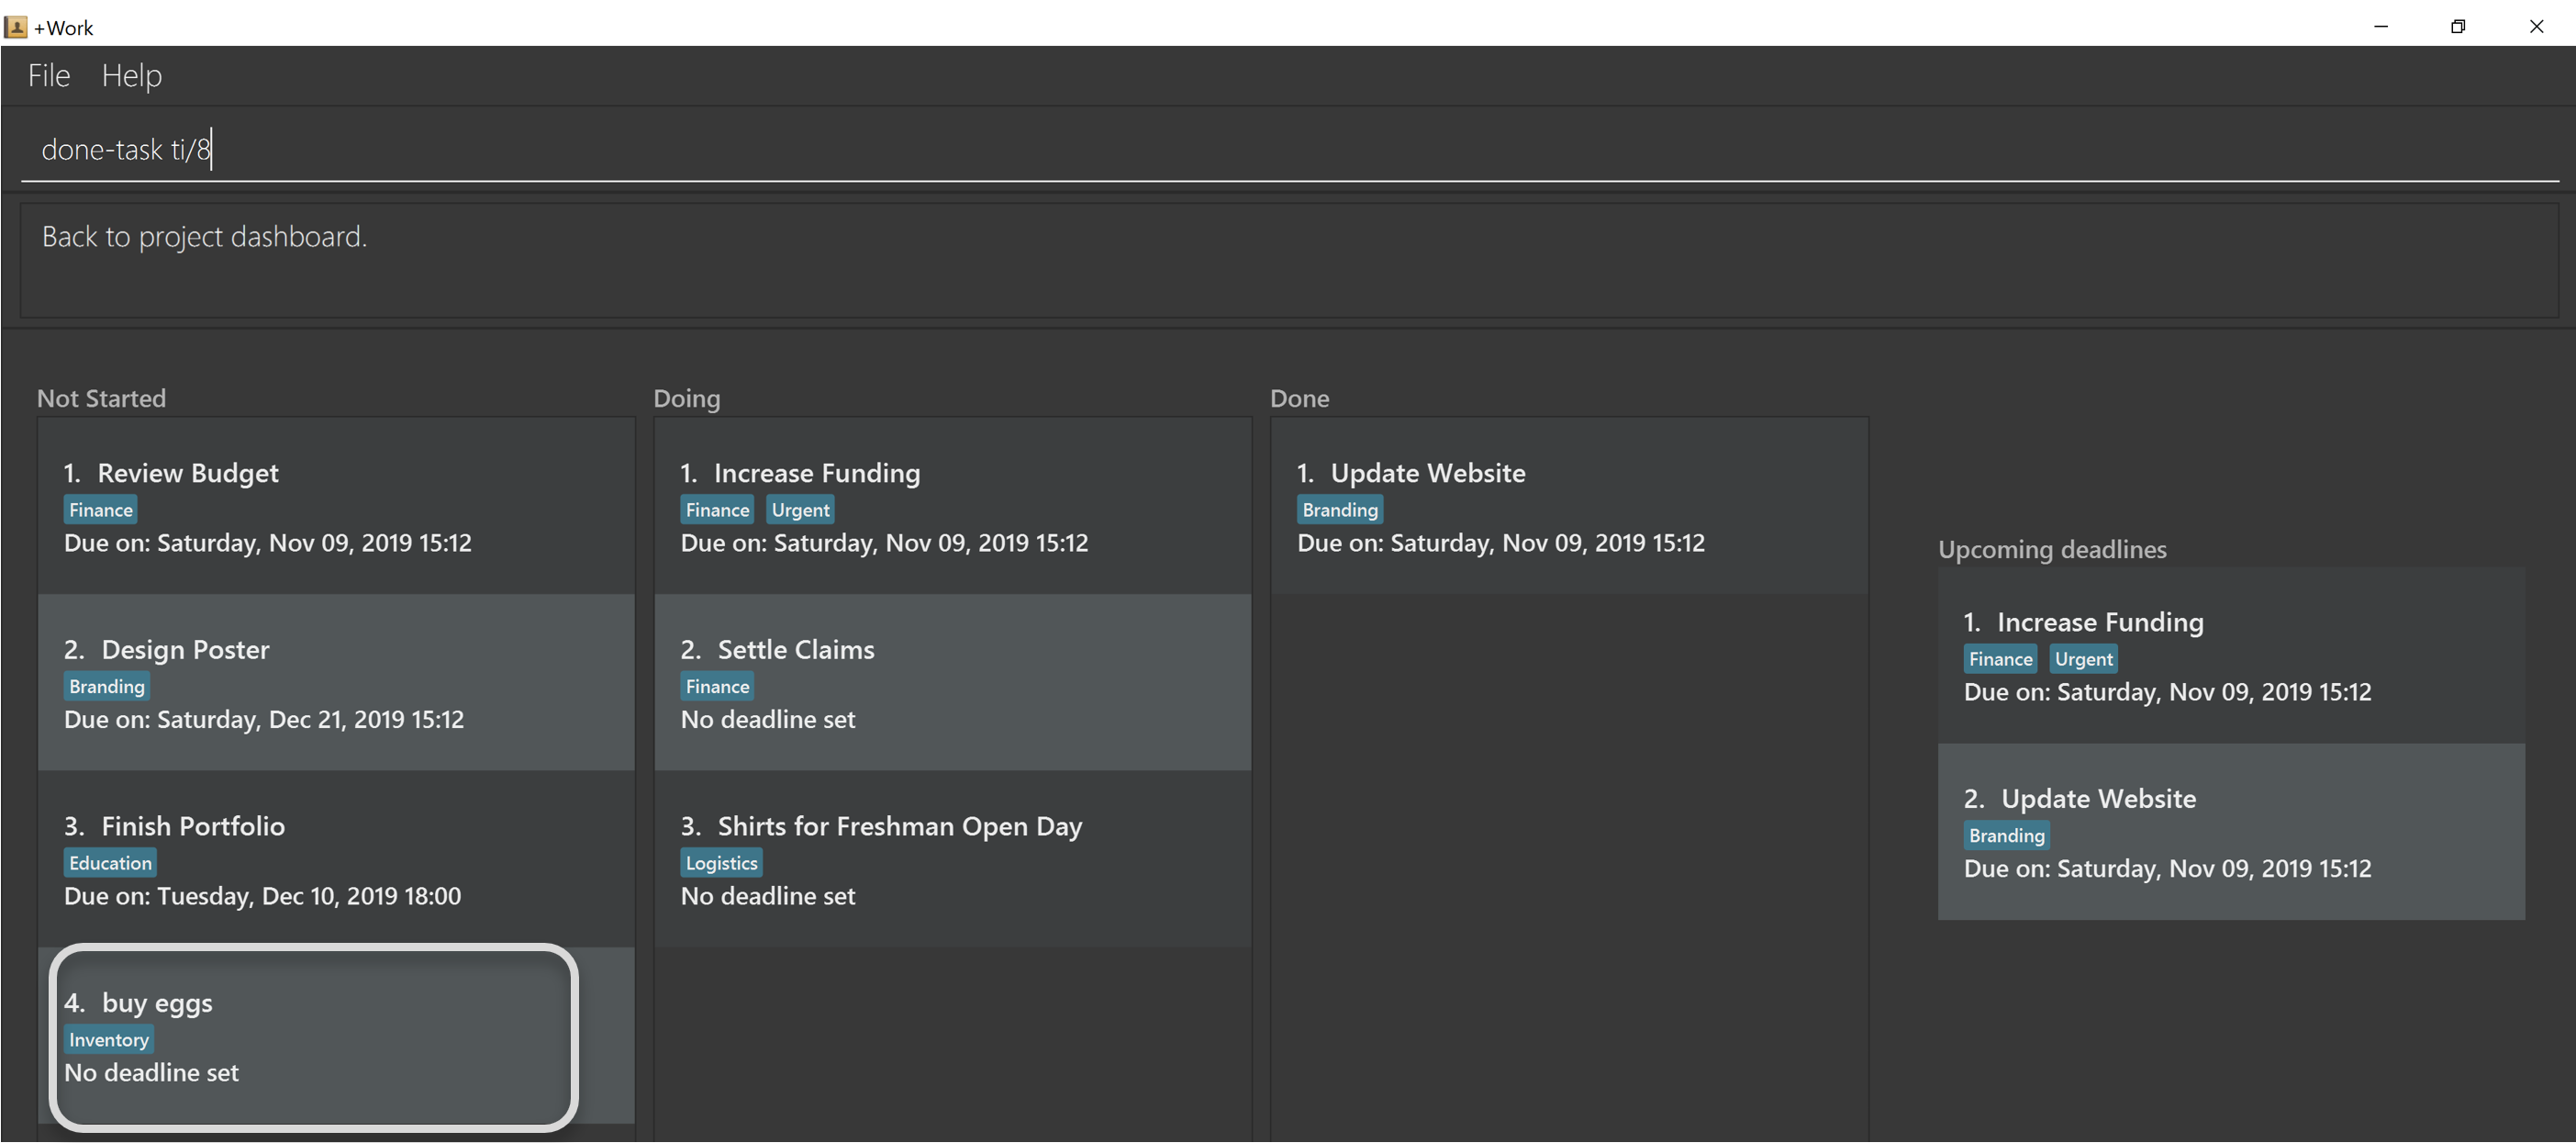 +Work
File Help
done-task ti/8
Back to project dashboard.
Not Started
1. Review Budget
Finance
Due on: Saturday, Nov 09, 2019 15:12
2. Design Poster
Branding
Due on: Saturday, Dec 21, 2019 15:12
3. Finish Portfolio
Education
Due on: Tuesday, Dec 10, 2019 18:00
4. buy eggs
Inventory
No deadline set
Doing
1. Increase Funding
Finance Urgent
Due on: Saturday, Nov 09, 2019 15:12
2. Settle Claims
Finance
No deadline set
3. Shirts for Freshman Open Day
Logistics
No deadline set
Done
1. Update Website
Branding
Due on: Saturday, Nov 09, 2019 15:12
Upcoming deadlines
1. Increase Funding
Finance Urgent
Due on: Saturday, Nov 09, 2019 15:12
2. Update Website
Branding
Due on: Saturday, Nov 09, 2019 15:12